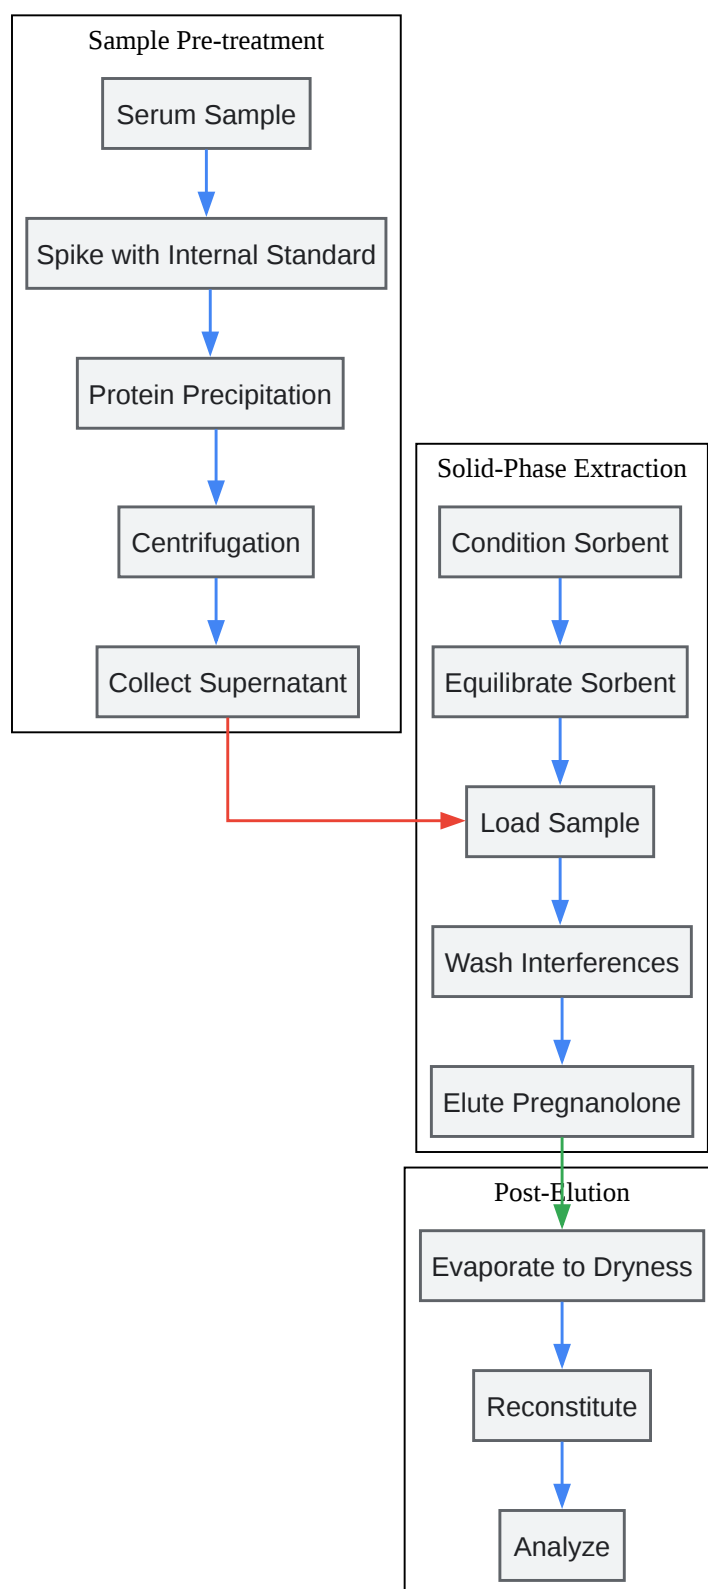 Sample Pre-treatment
Serum Sample
Spike with Internal Standard
Protein Precipitation
Centrifugation
Collect Supernatant
Solid-Phase Extraction
Condition Sorbent
Equilibrate Sorbent
Load Sample
Wash Interferences
Elute Pregnanolone
Post-Elution
Evaporate to Dryness
Reconstitute
Analyze